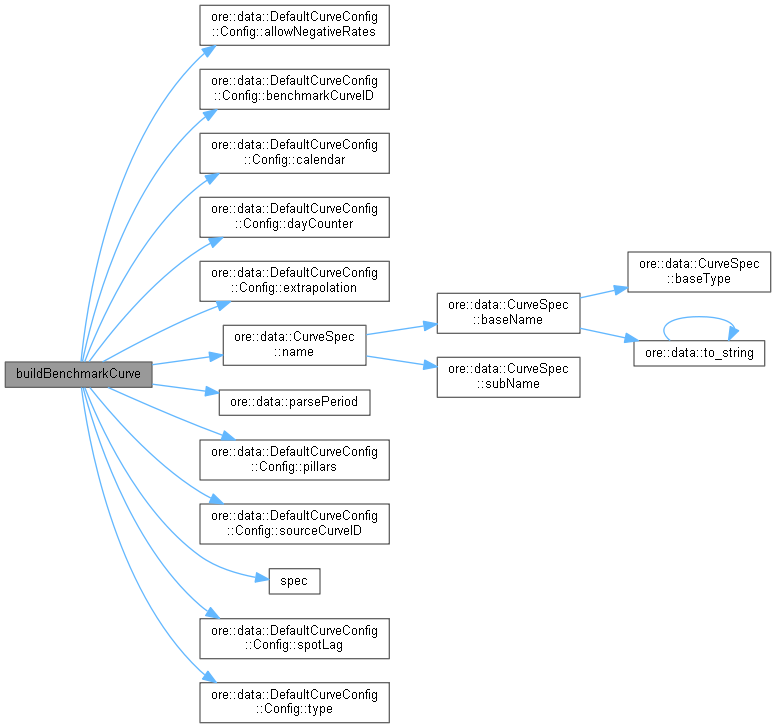 ore::data::DefaultCurveConfig
::Config::allowNegativeRates
ore::data::DefaultCurveConfig
::Config::benchmarkCurveID
ore::data::DefaultCurveConfig
::Config::calendar
ore::data::DefaultCurveConfig
::Config::dayCounter
ore::data::DefaultCurveConfig
::Config::extrapolation
ore::data::CurveSpec
::name
ore::data::CurveSpec
::baseName
ore::data::CurveSpec
::baseType
ore::data::to_string
ore::data::CurveSpec
::subName
buildBenchmarkCurve
ore::data::parsePeriod
ore::data::DefaultCurveConfig
::Config::pillars
ore::data::DefaultCurveConfig
::Config::sourceCurveID
spec
ore::data::DefaultCurveConfig
::Config::spotLag
ore::data::DefaultCurveConfig
::Config::type